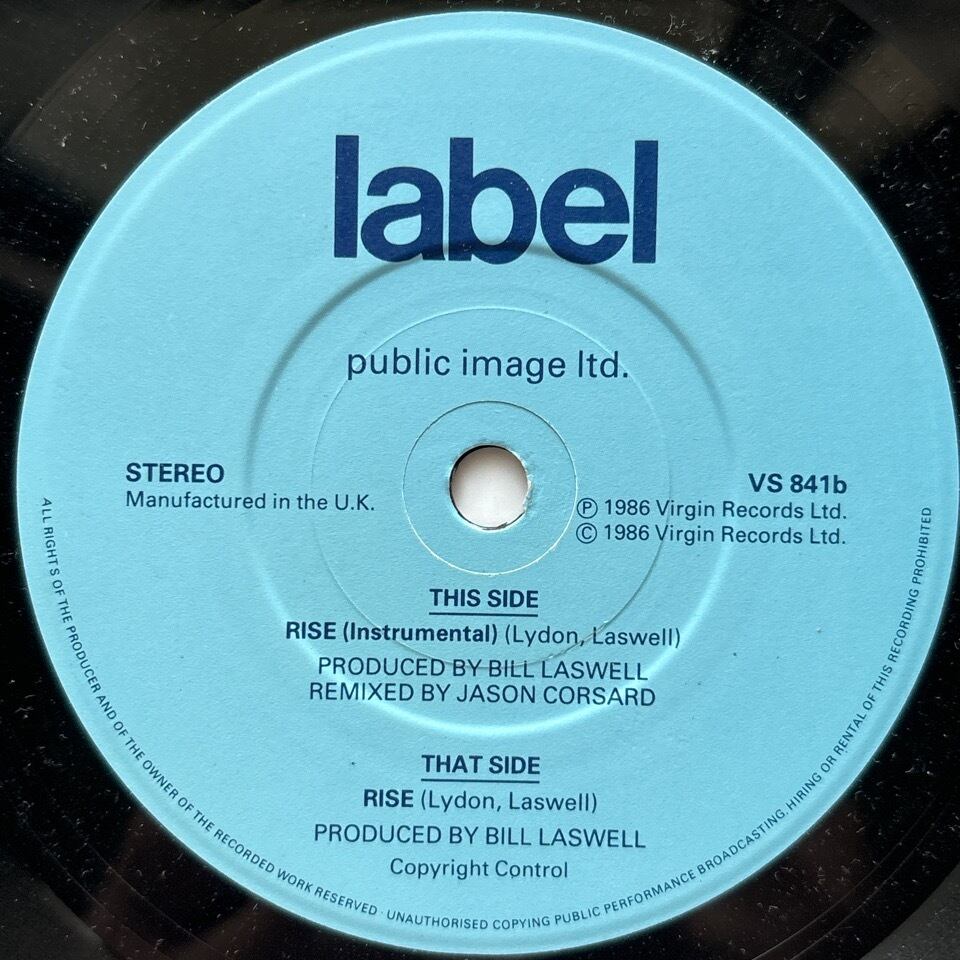 label
public image ltd.
STEREO
Manufactured in the U.K.
VS 841b
Ⓟ 1986 Virgin Records Ltd.
© 1986 Virgin Records Ltd.
THIS SIDE
RISE (Instrumental) (Lydon, Laswell)
PRODUCED BY BILL LASWELL
REMIXED BY JASON CORSARD
THAT SIDE
RISE (Lydon, Laswell)
PRODUCED BY BILL LASWELL
Copyright Control
ALL RIGHTS OF THE PRODUCER AND OF THE OWNER OF THE RECORDED WORK RESERVED · UNAUTHORISED COPYING PUBLIC PERFORMANCE BROADCASTING, HIRING OR RENTAL OF THIS RECORDING PROHIBITED